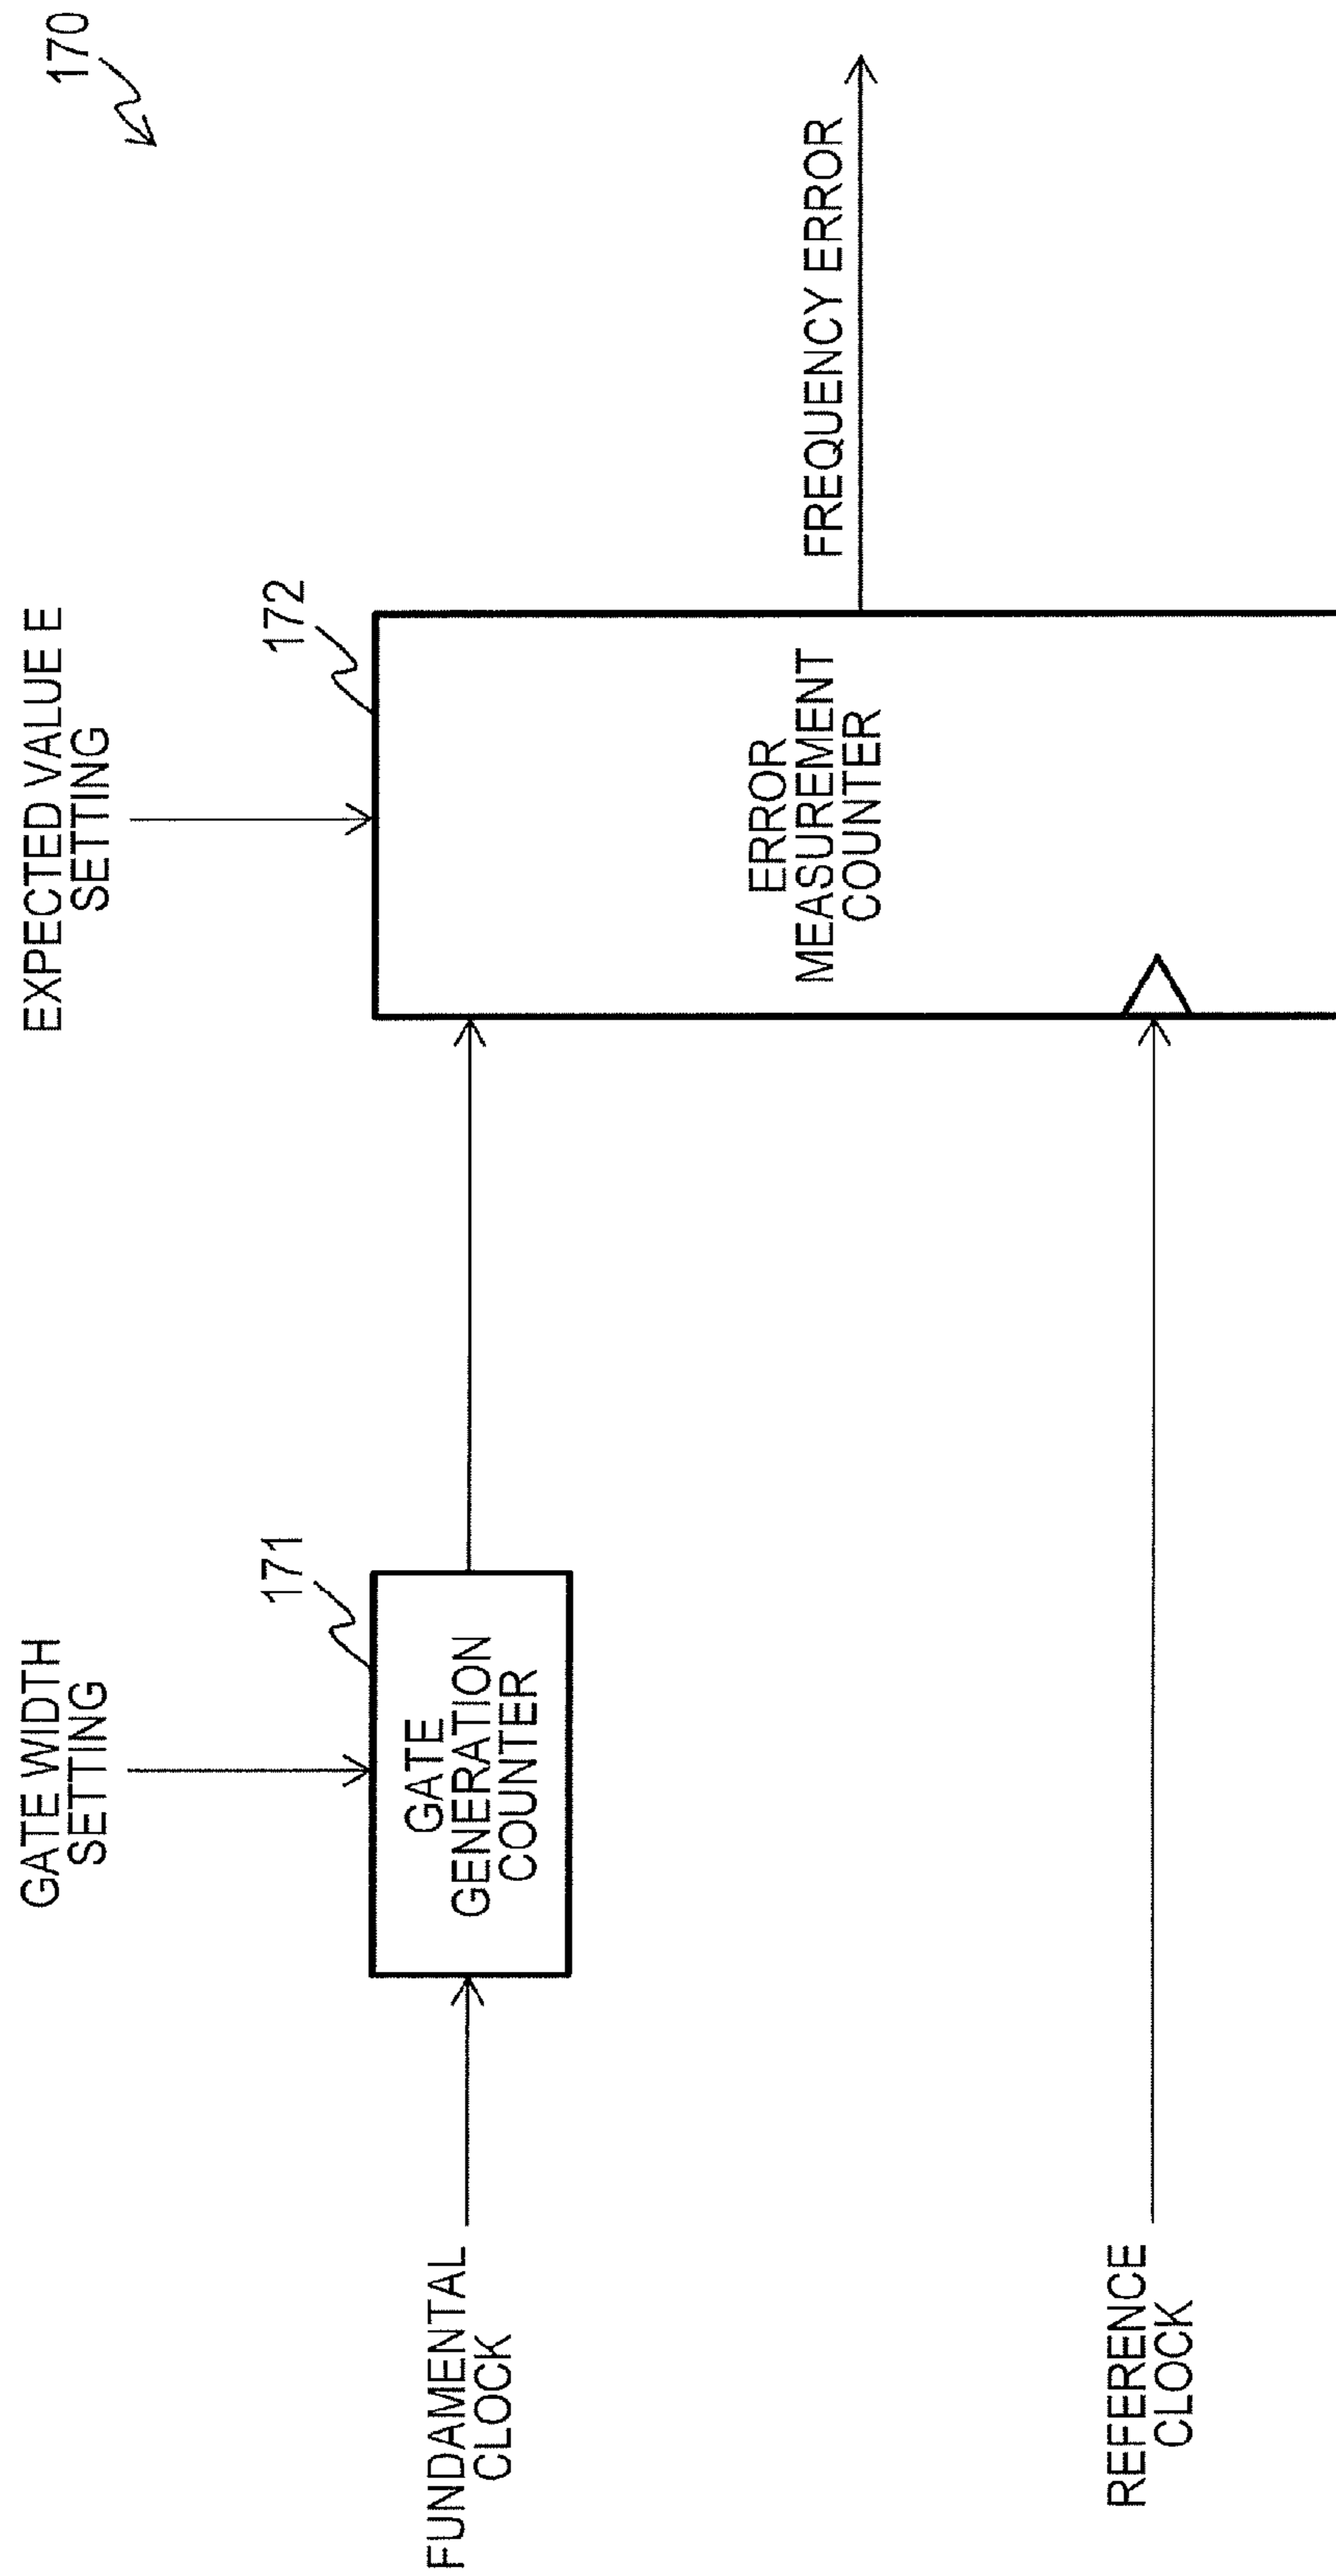 170
GATE WIDTH
SETTING
EXPECTED VALUE E
SETTING
171
172
FUNDAMENTAL
CLOCK
GATE
GENERATION
COUNTER
ERROR
MEASUREMENT
COUNTER
FREQUENCY ERROR
REFERENCE
CLOCK